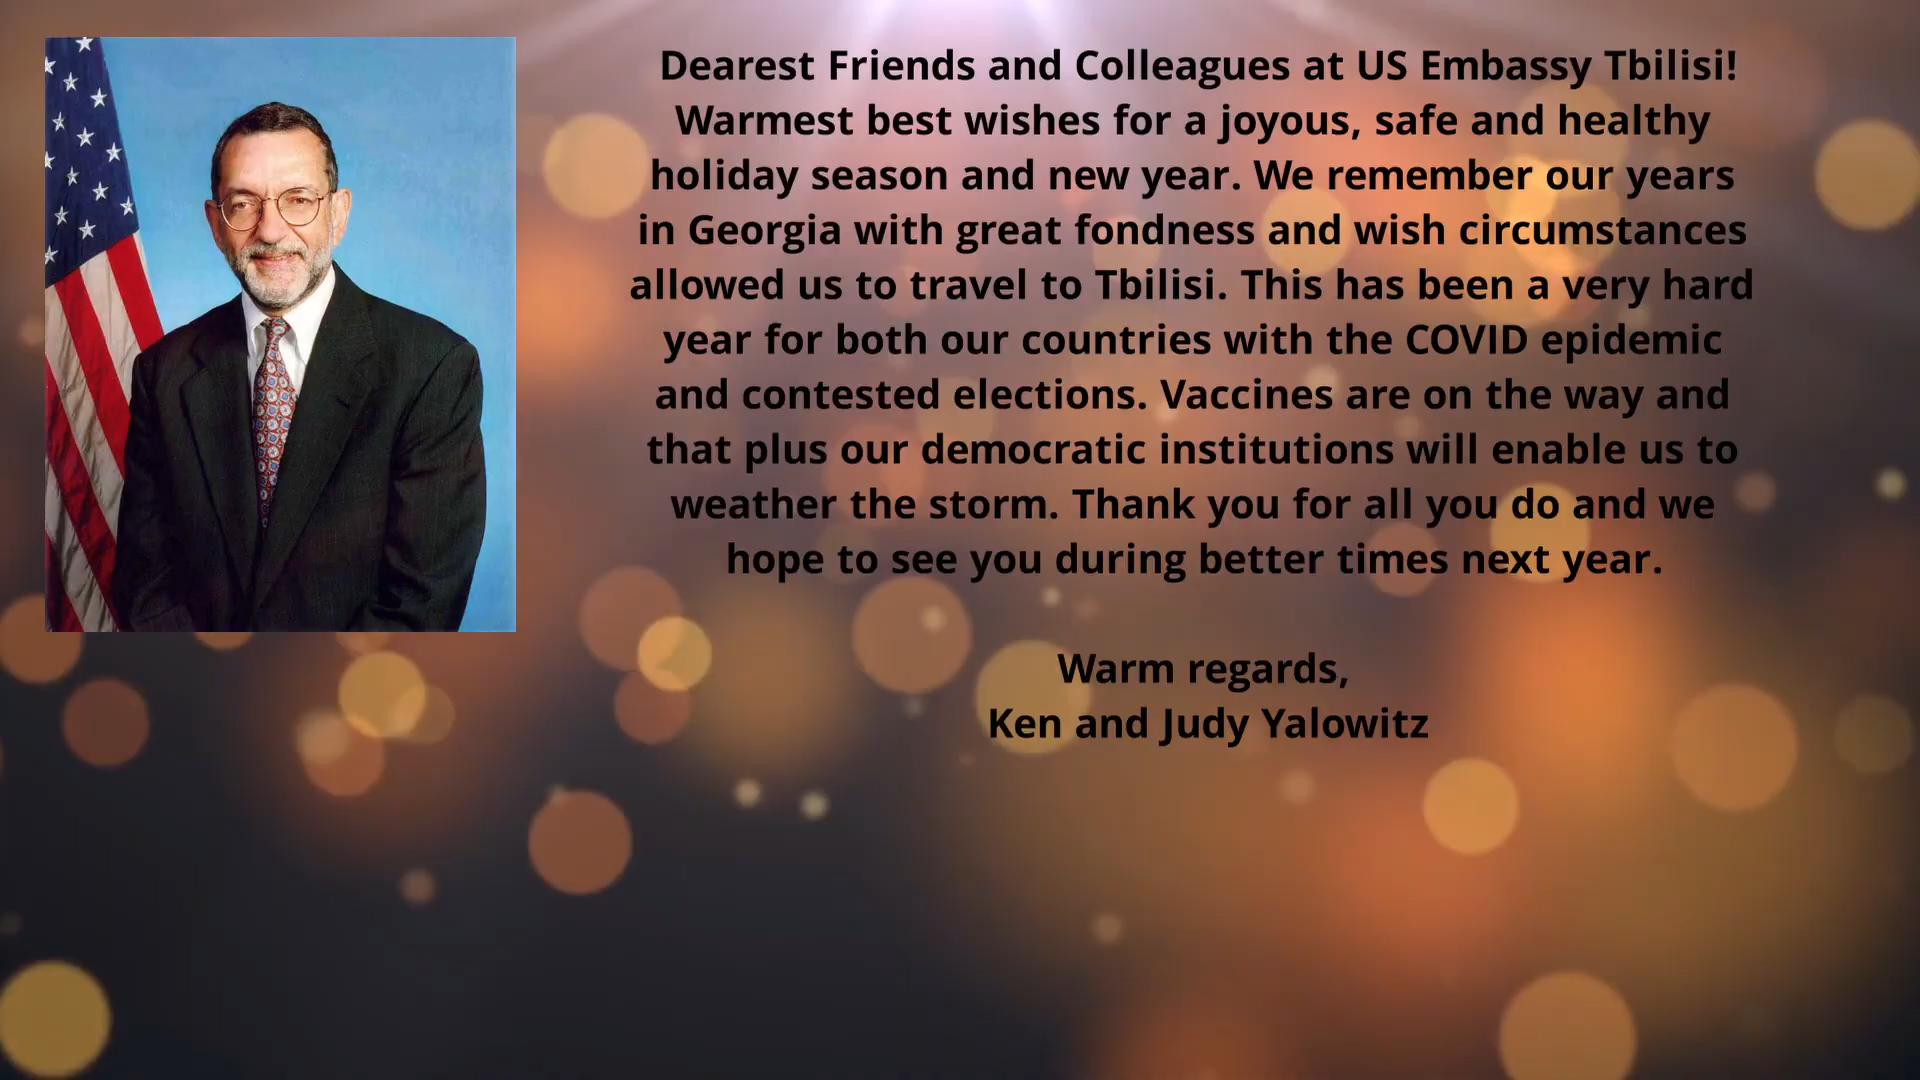 Dearest Friends and Colleagues at US Embassy Tbilisi!
Warmest best wishes for a joyous, safe and healthy
holiday season and new year. We remember our years
in Georgia with great fondness and wish circumstances
allowed us to travel to Tbilisi. This has been a very hard
year for both our countries with the COVID epidemic
and contested elections. Vaccines are on the way and
that plus our democratic institutions will enable us to
weather the storm. Thank you for all you do and we
hope to see you during better times next year.
Warm regards,
Ken and Judy Yalowitz